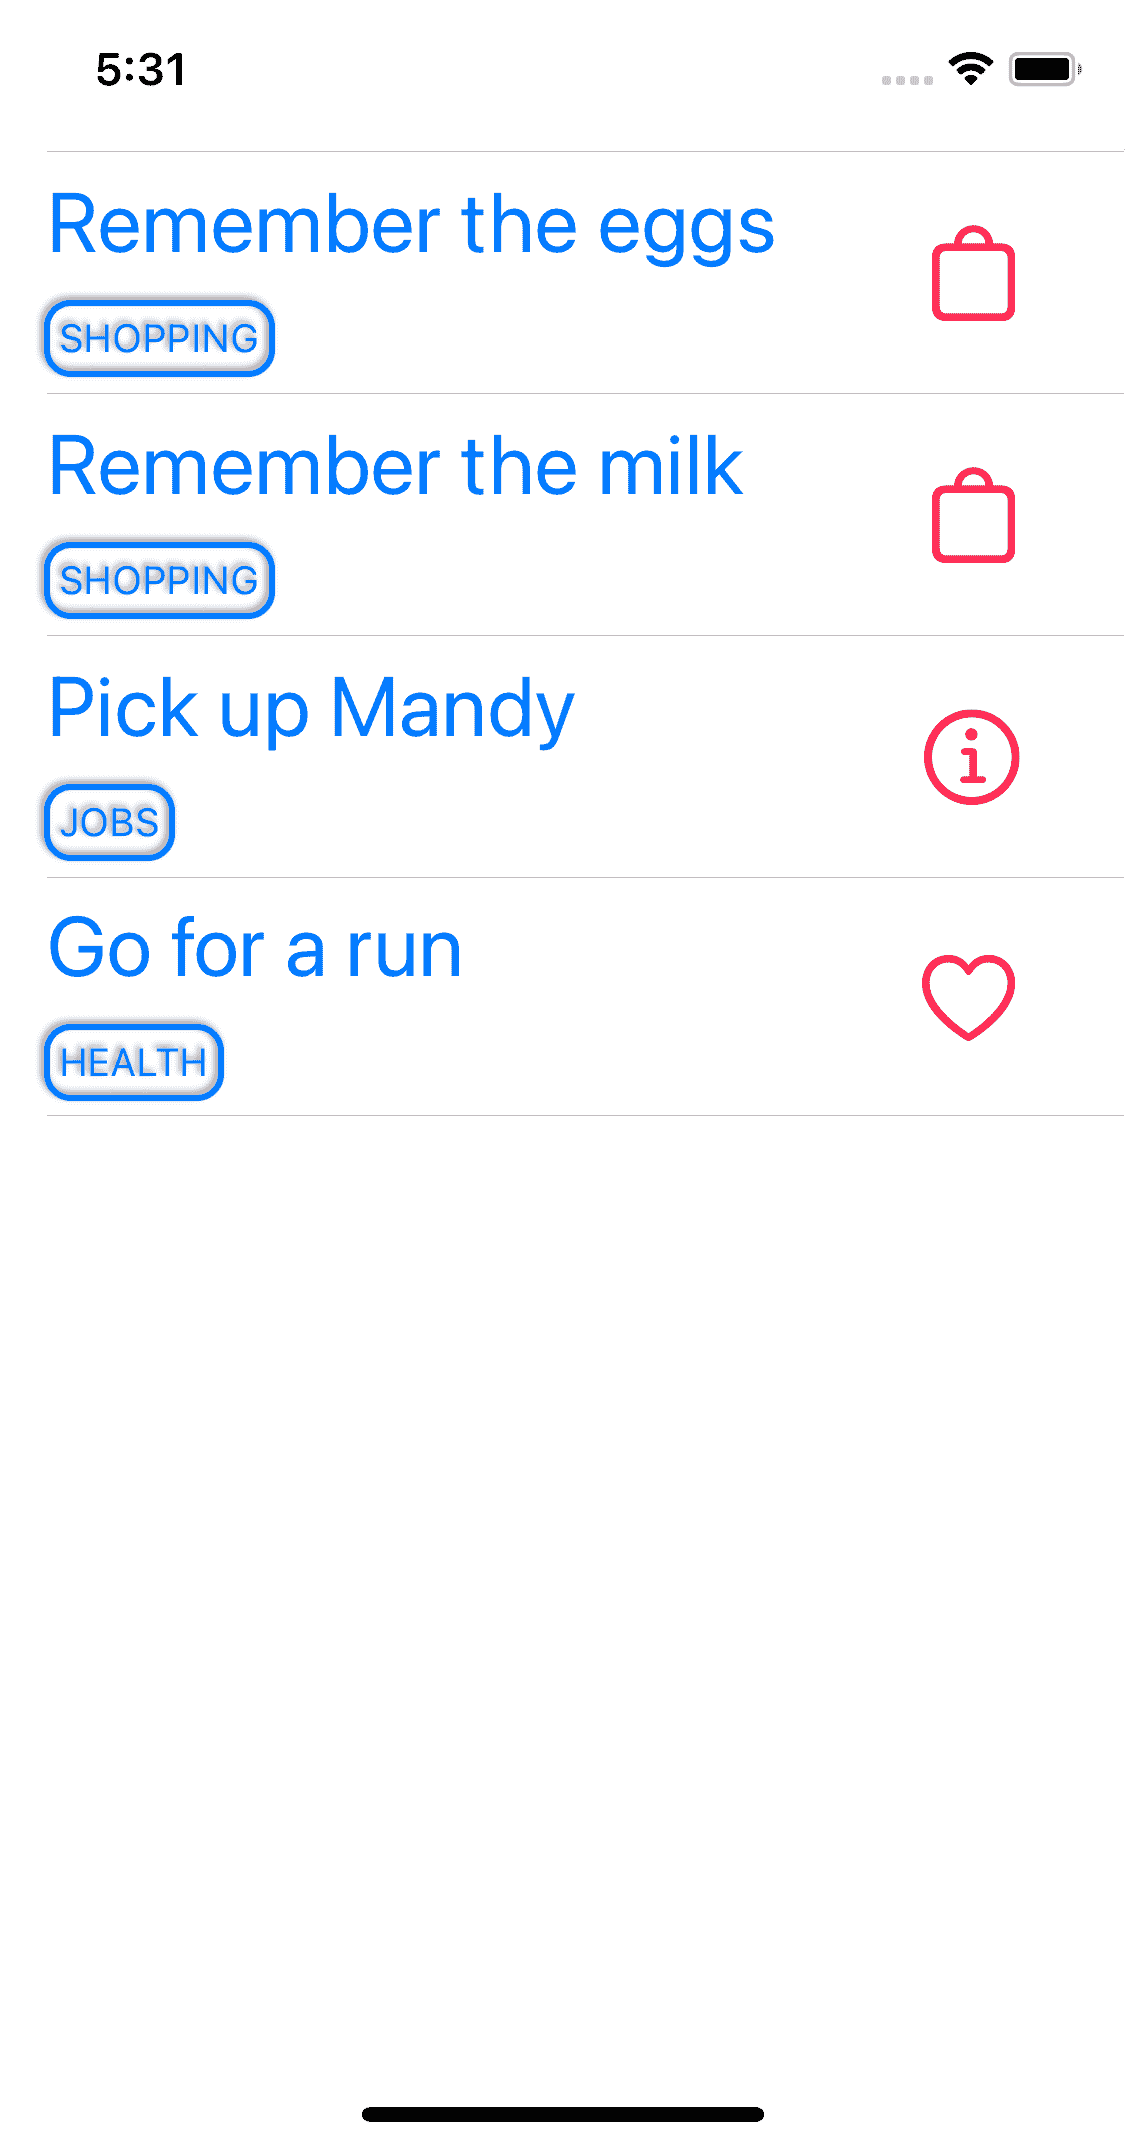 5:31
Remember the eggs
SHOPPING
Remember the milk
SHOPPING
Pick up Mandy
JOBS
Go for a run
HEALTH